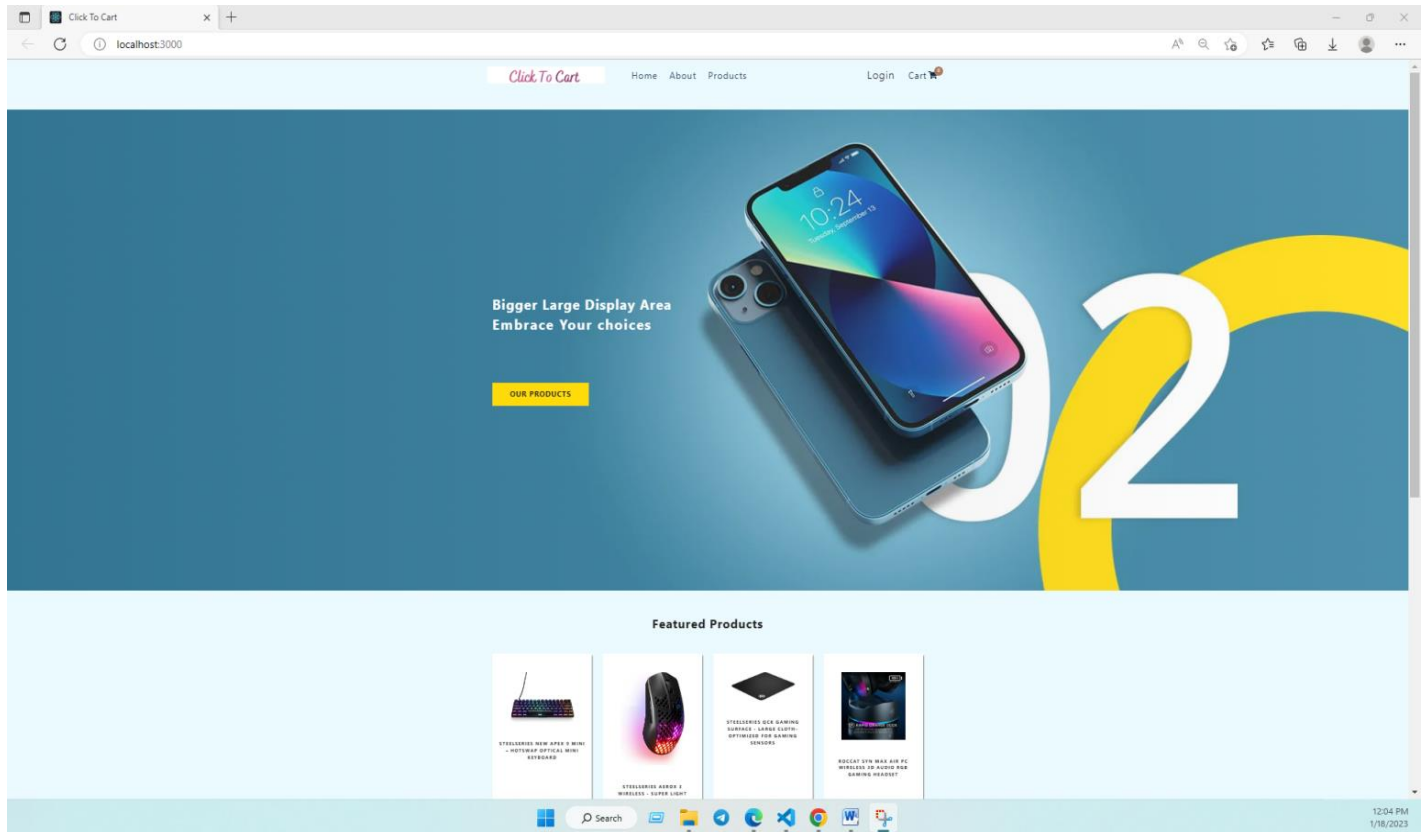 Click To Cart
localhost:3000
Click To Cart
Home About Products Login Cart
10:24
Tuesday, September 13
02
Bigger Large Display Area
Embrace Your choices
OUR PRODUCTS
Featured Products
STEELSERIES NEW APEX 9 MINI
- HOTSWAP OPTICAL MINI
KEYBOARD
STEELSERIES AEROX 3
WIRELESS - SUPER LIGHT
STEELSERIES QCK GAMING
SURFACE - LARGE CLOTH-
OPTIMIZED FOR GAMING
SENSORS
ROCCAT SYN MAX AIR PC
WIRELESS 3D AUDIO RGB
GAMING HEADSET
Search
12:04 PM
1/18/2023